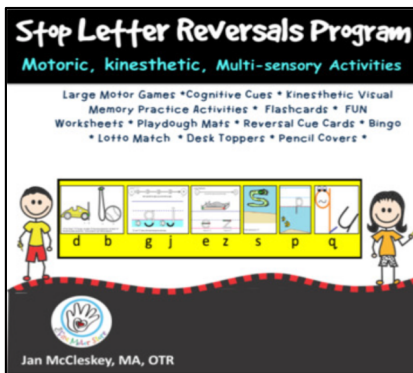 Stop Letter Reversals Program
Motoric, kinesthetic, Multi-sensory Activities
Large Motor Games *Cognitive Cues * Kinesthetic Visual
Memory Practice Activities * Flashcards * FUN
Worksheets * Playdough Mats * Reversal Cue Cards * Bingo
* Lotto Match * Desk Toppers * Pencil Covers *
d b g j e z s p q
Jan McCleskey, MA, OTR